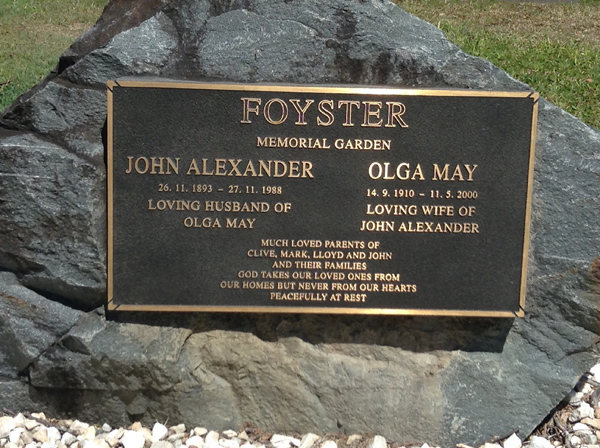 FOYSTER
MEMORIAL GARDEN
JOHN ALEXANDER
26. 11. 1893 - 27. 11. 1988
LOVING HUSBAND OF
OLGA MAY
OLGA MAY
14. 9. 1910 - 11. 5. 2000
LOVING WIFE OF
JOHN ALEXANDER
MUCH LOVED PARENTS OF
CLIVE, MARK, LLOYD AND JOHN
AND THEIR FAMILIES
GOD TAKES OUR LOVED ONES FROM
OUR HOMES BUT NEVER FROM OUR HEARTS
PEACEFULLY AT REST